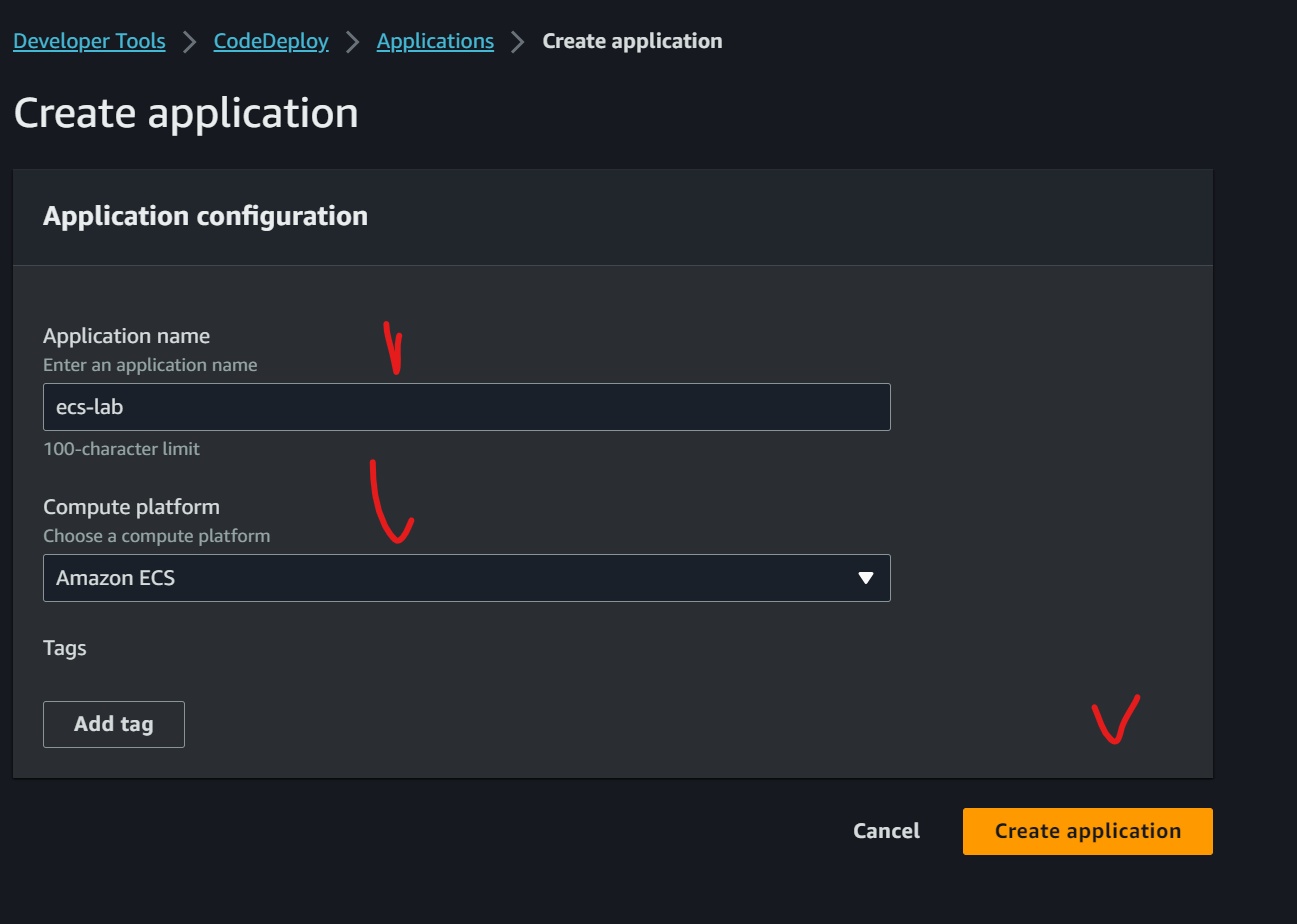 Developer Tools > CodeDeploy > Applications > Create application
Create application
Application configuration
Application name
Enter an application name
ecs-lab
100-character limit
Compute platform
Choose a compute platform
Amazon ECS
Tags
Add tag
Cancel Create application